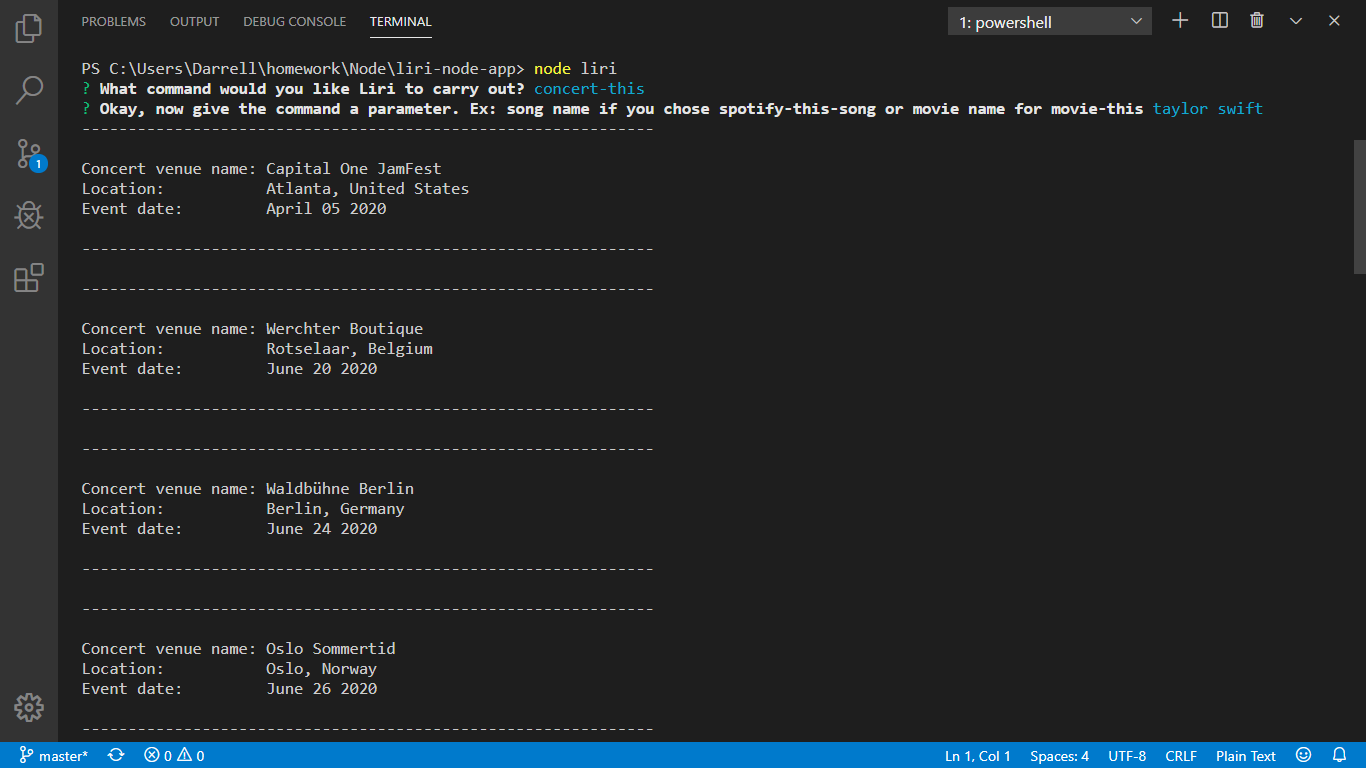 PROBLEMS OUTPUT DEBUG CONSOLE TERMINAL 1: powershell
PS C:\Users\Darrell\homework\Node\liri-node-app> node liri
? What command would you like Liri to carry out? concert-this
? Okay, now give the command a parameter. Ex: song name if you chose spotify-this-song or movie name for movie-this taylor swift
--------------------------------------------------------------
Concert venue name: Capital One JamFest
Location: Atlanta, United States
Event date: April 05 2020
--------------------------------------------------------------
--------------------------------------------------------------
Concert venue name: Werchter Boutique
Location: Rotselaar, Belgium
Event date: June 20 2020
--------------------------------------------------------------
--------------------------------------------------------------
Concert venue name: Waldbühne Berlin
Location: Berlin, Germany
Event date: June 24 2020
--------------------------------------------------------------
--------------------------------------------------------------
Concert venue name: Oslo Sommertid
Location: Oslo, Norway
Event date: June 26 2020
--------------------------------------------------------------
1
master* 0 0 Ln 1, Col 1 Spaces: 4 UTF-8 CRLF Plain Text